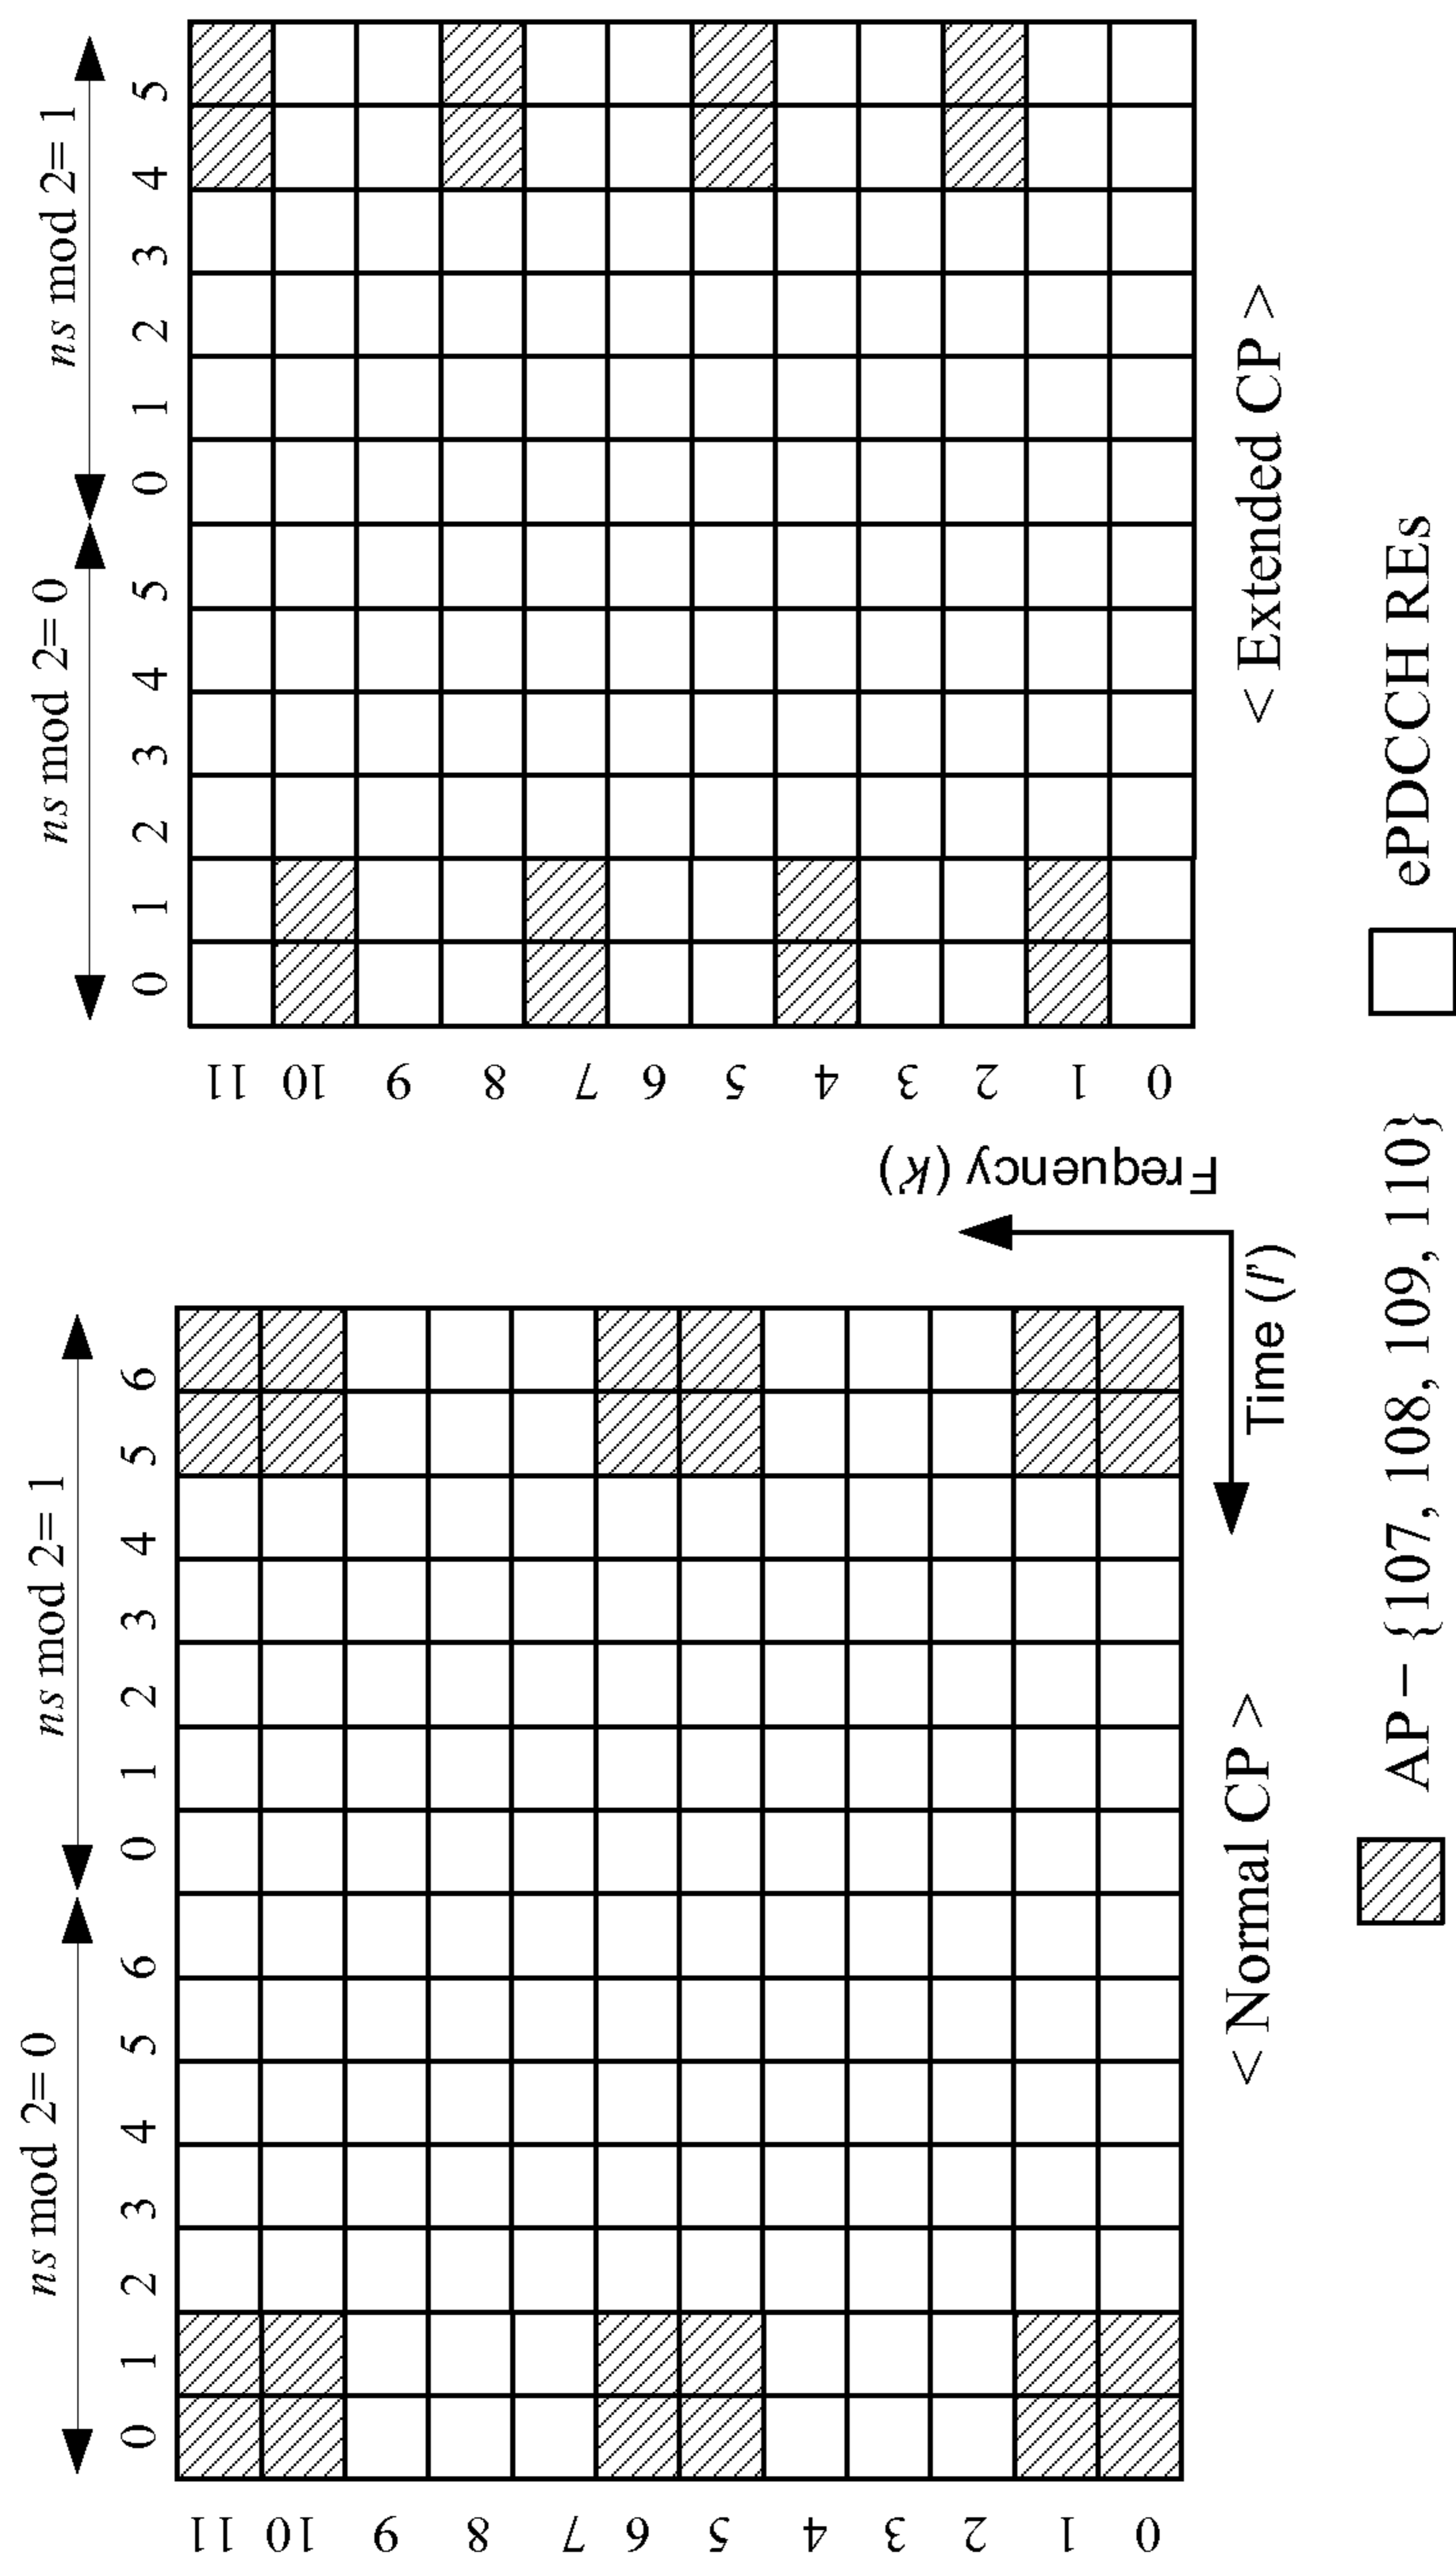 ns mod 2= 0
ns mod 2= 1
0 1 2 3 4 5 6 0 1 2 3 4 5 6
11
10
9
8
7
6
5
4
3
2
1
0
< Normal CP >
Frequency (k')
Time (l')
ns mod 2= 0
ns mod 2= 1
0 1 2 3 4 5 0 1 2 3 4 5
11
10
9
8
7
6
5
4
3
2
1
0
< Extended CP >
AP – {107, 108, 109, 110}
ePDCCH REs